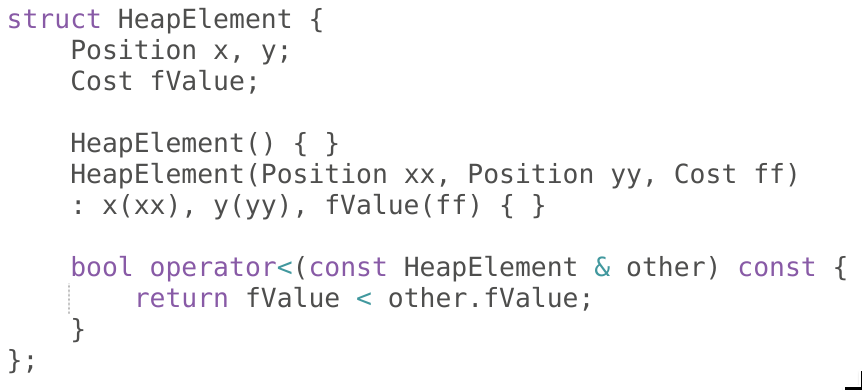 struct HeapElement {
    Position x, y;
    Cost fValue;

    HeapElement() { }
    HeapElement(Position xx, Position yy, Cost ff)
    : x(xx), y(yy), fValue(ff) { }

    bool operator<(const HeapElement & other) const {
        return fValue < other.fValue;
    }
};